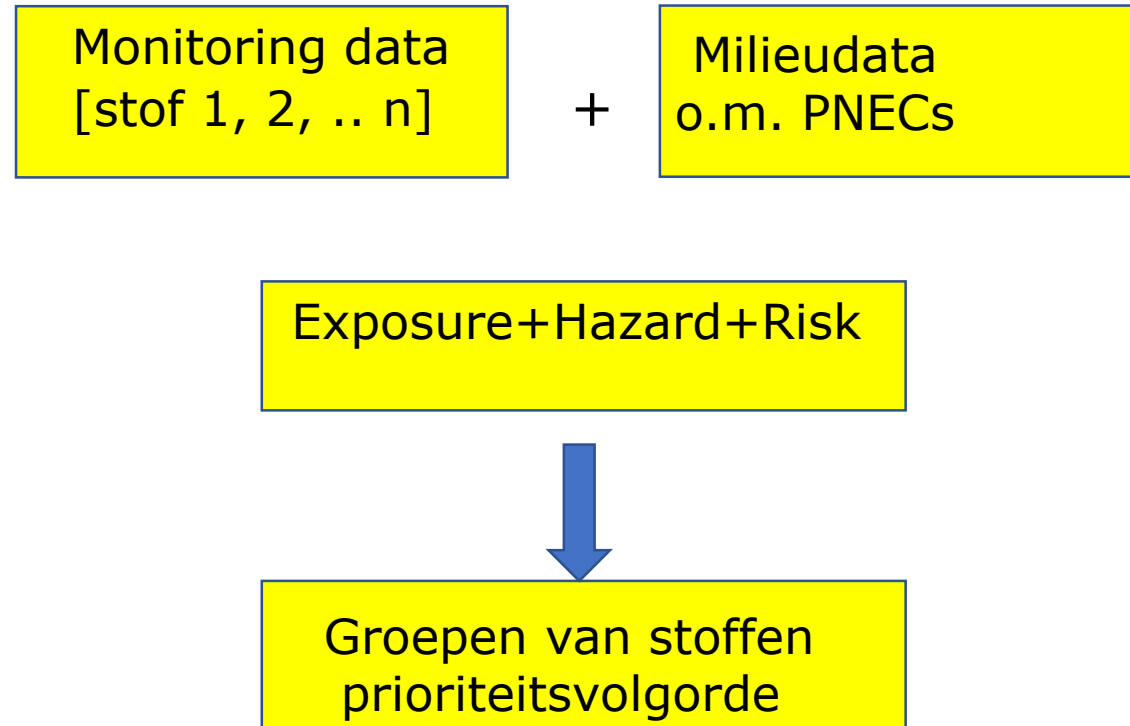 Monitoring data
[stof 1, 2, .. n]
+
Milieudata
o.m. PNECs
Exposure+Hazard+Risk
Groepen van stoffen
prioriteitsvolgorde